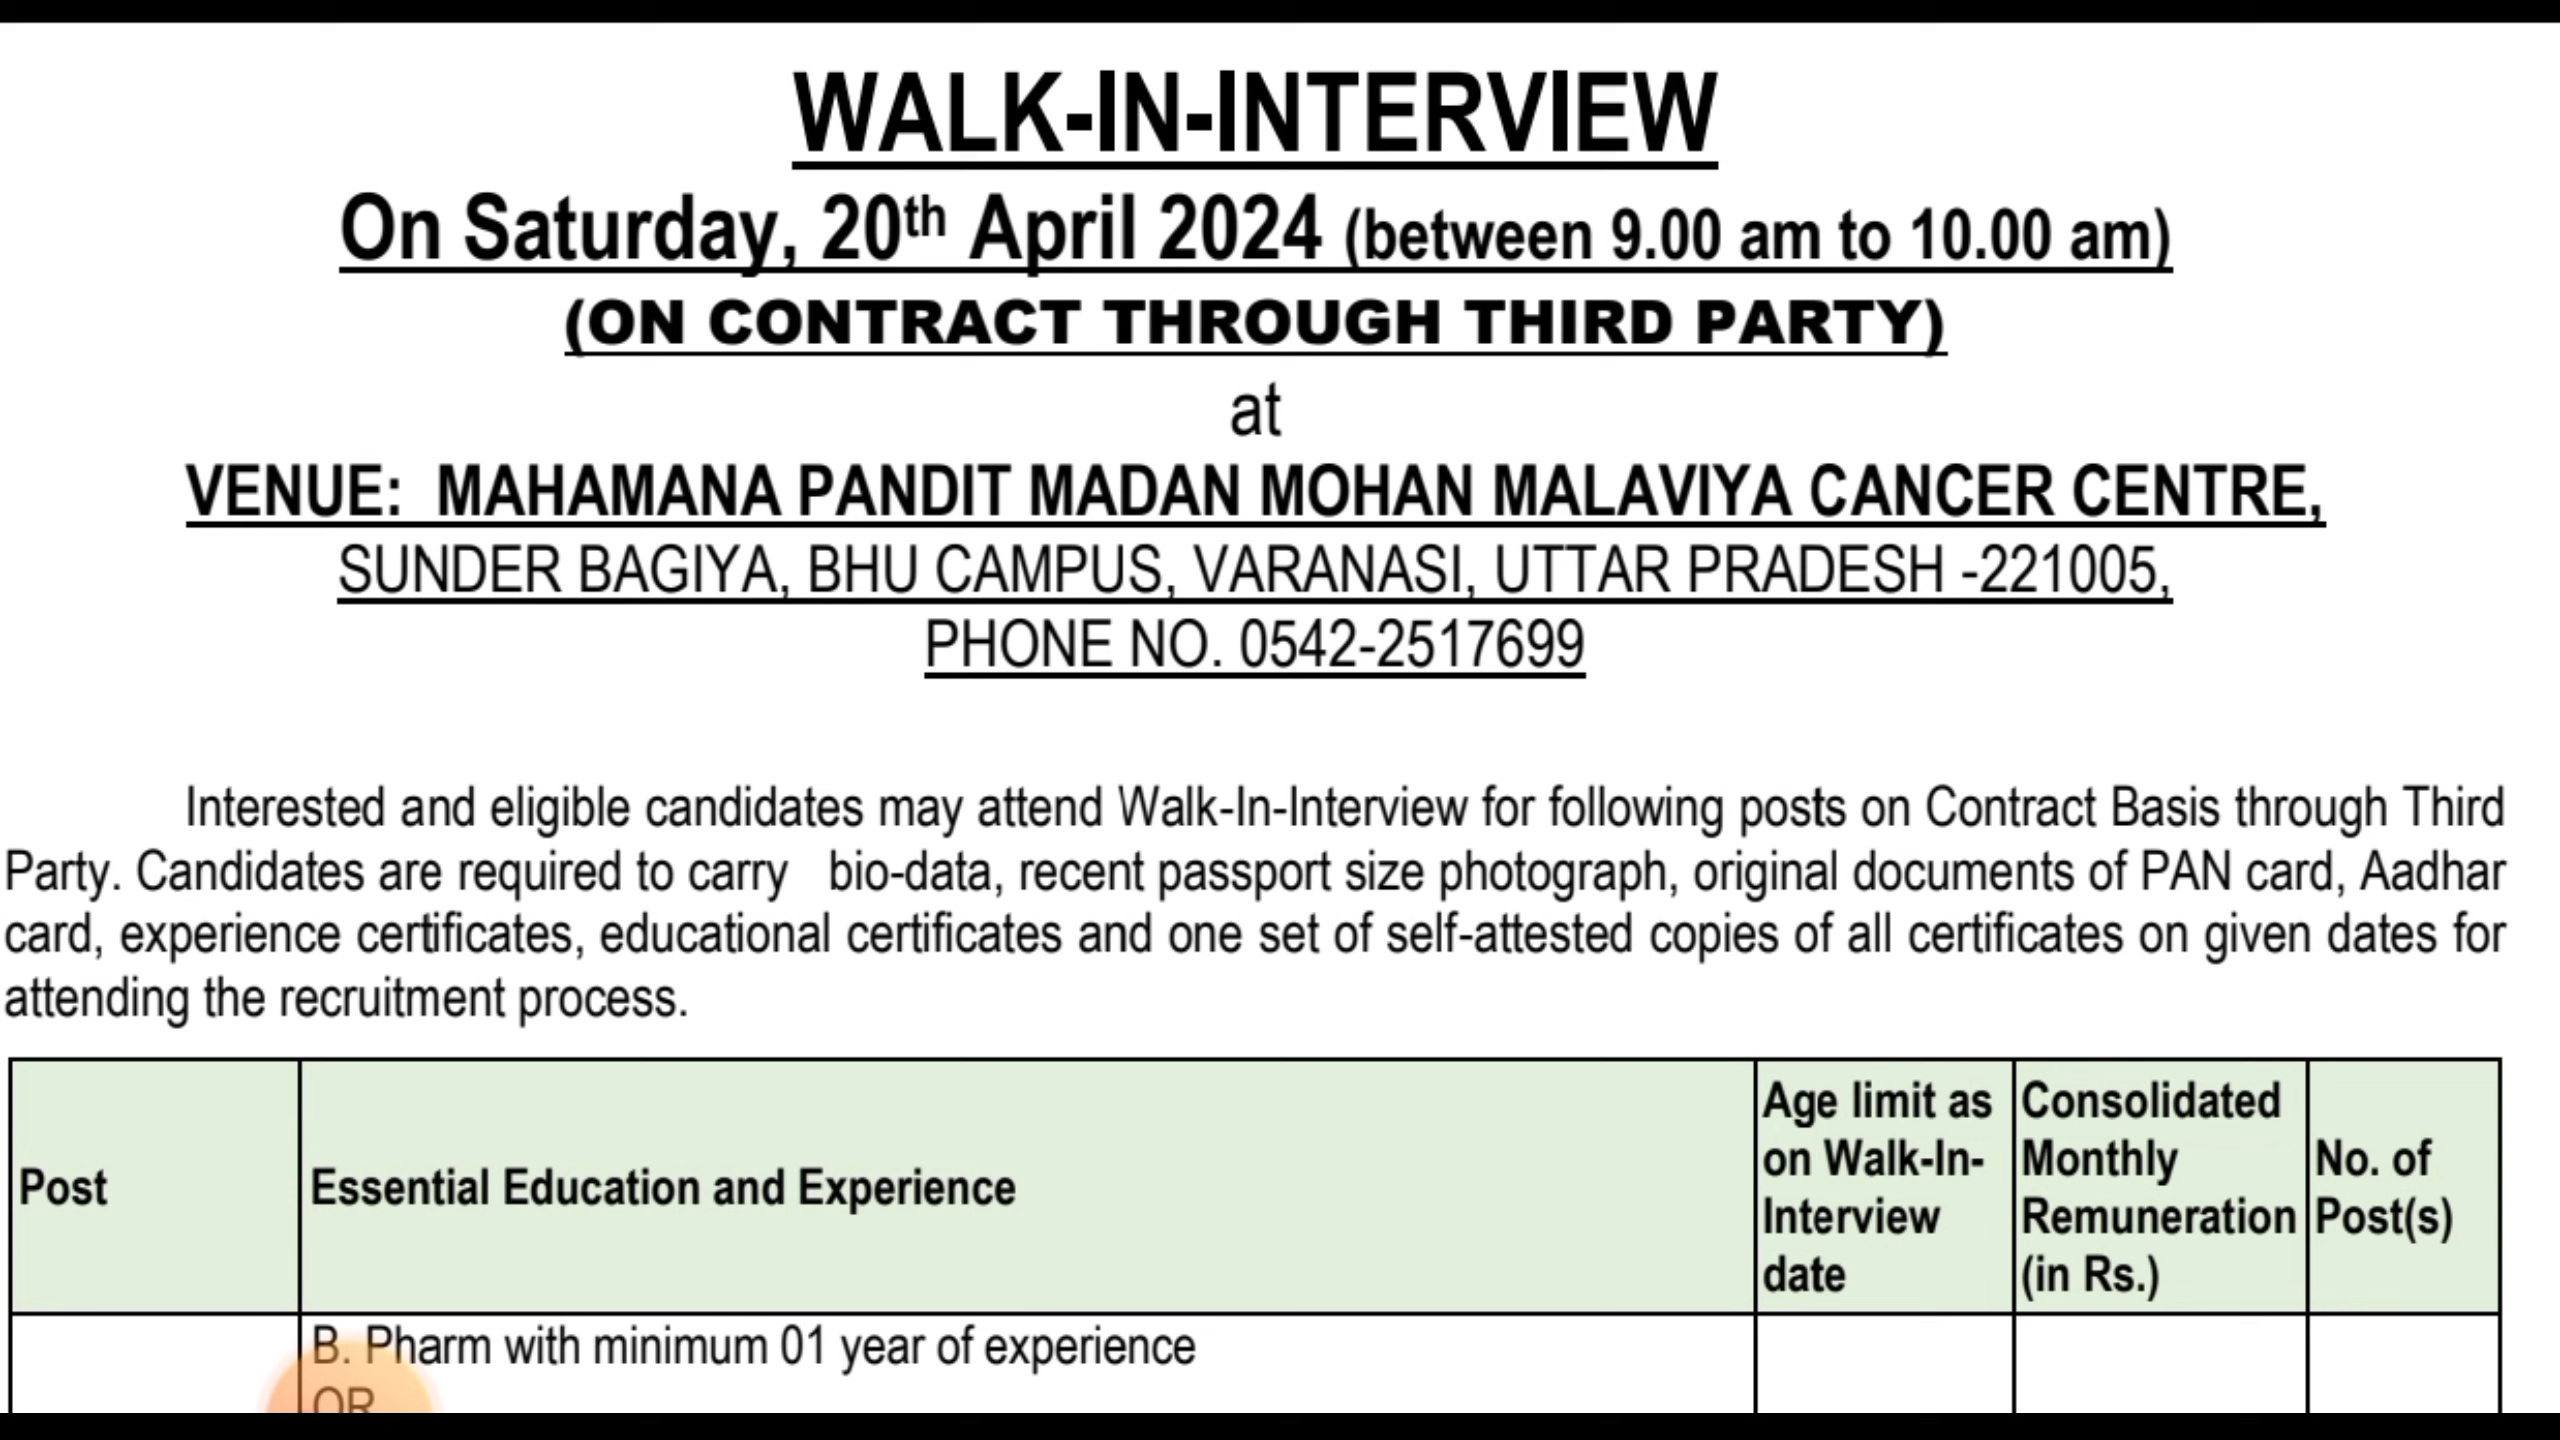 WALK-IN-INTERVIEW
On Saturday, 20th April 2024 (between 9.00 am to 10.00 am)
(ON CONTRACT THROUGH THIRD PARTY)
at
VENUE: MAHAMANA PANDIT MADAN MOHAN MALAVIYA CANCER CENTRE,
SUNDER BAGIYA, BHU CAMPUS, VARANASI, UTTAR PRADESH -221005,
PHONE NO. 0542-2517699
Interested and eligible candidates may attend Walk-In-Interview for following posts on Contract Basis through Third
Party. Candidates are required to carry bio-data, recent passport size photograph, original documents of PAN card, Aadhar
card, experience certificates, educational certificates and one set of self-attested copies of all certificates on given dates for
attending the recruitment process.
Post
Essential Education and Experience
Age limit as
on Walk-In-
Interview
date
Consolidated
Monthly
Remuneration
(in Rs.)
No. of
Post(s)
B. Pharm with minimum 01 year of experience
OR